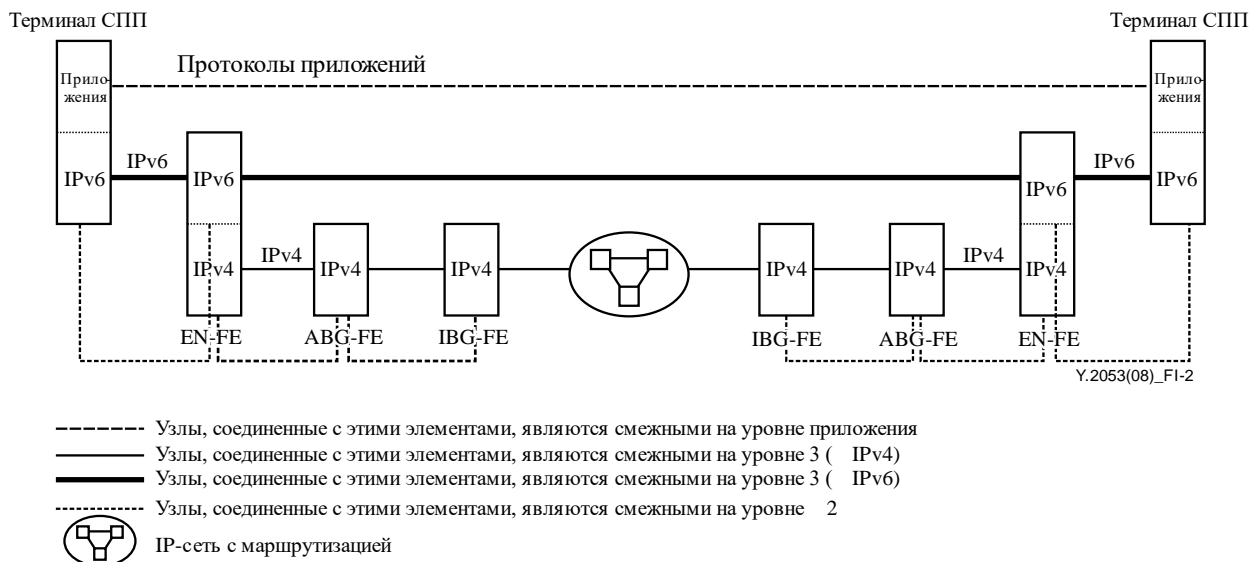 Терминал СПП
Терминал СПП
Прило-
жения
Протоколы приложений
Прило-
жения
IPv6
IPv6
IPv6
IPv6
IPv6
IPv6
IPv4
IPv4
IPv4
IPv4
IPv4
IPv4
IPv4
IPv4
EN-FE
ABG-FE
IBG-FE
IBG-FE
ABG-FE
EN-FE
Y.2053(08)_FI-2
Узлы, соединенные с этими элементами, являются смежными на уровне приложения
Узлы, соединенные с этими элементами, являются смежными на уровне 3 ( IPv4)
Узлы, соединенные с этими элементами, являются смежными на уровне 3 ( IPv6)
Узлы, соединенные с этими элементами, являются смежными на уровне 2
IP-сеть с маршрутизацией